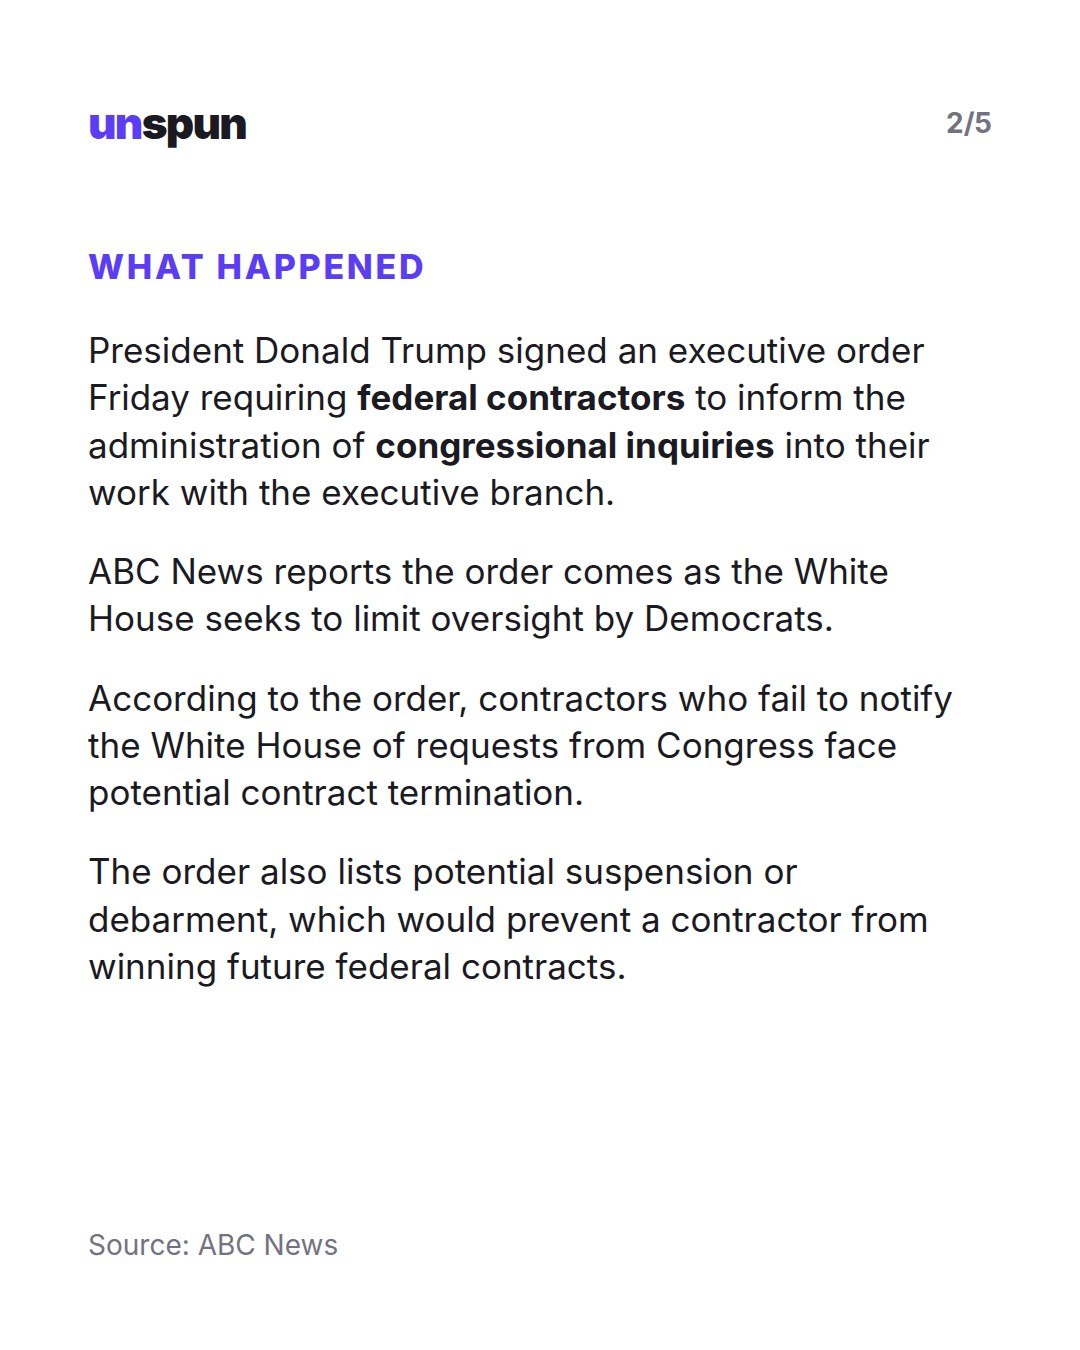 unspun
2/5
WHAT HAPPENED
President Donald Trump signed an executive order
Friday requiring federal contractors to inform the
administration of congressional inquiries into their
work with the executive branch.
ABC News reports the order comes as the White
House seeks to limit oversight by Democrats.
According to the order, contractors who fail to notify
the White House of requests from Congress face
potential contract termination.
The order also lists potential suspension or
debarment, which would prevent a contractor from
winning future federal contracts.
Source: ABC News